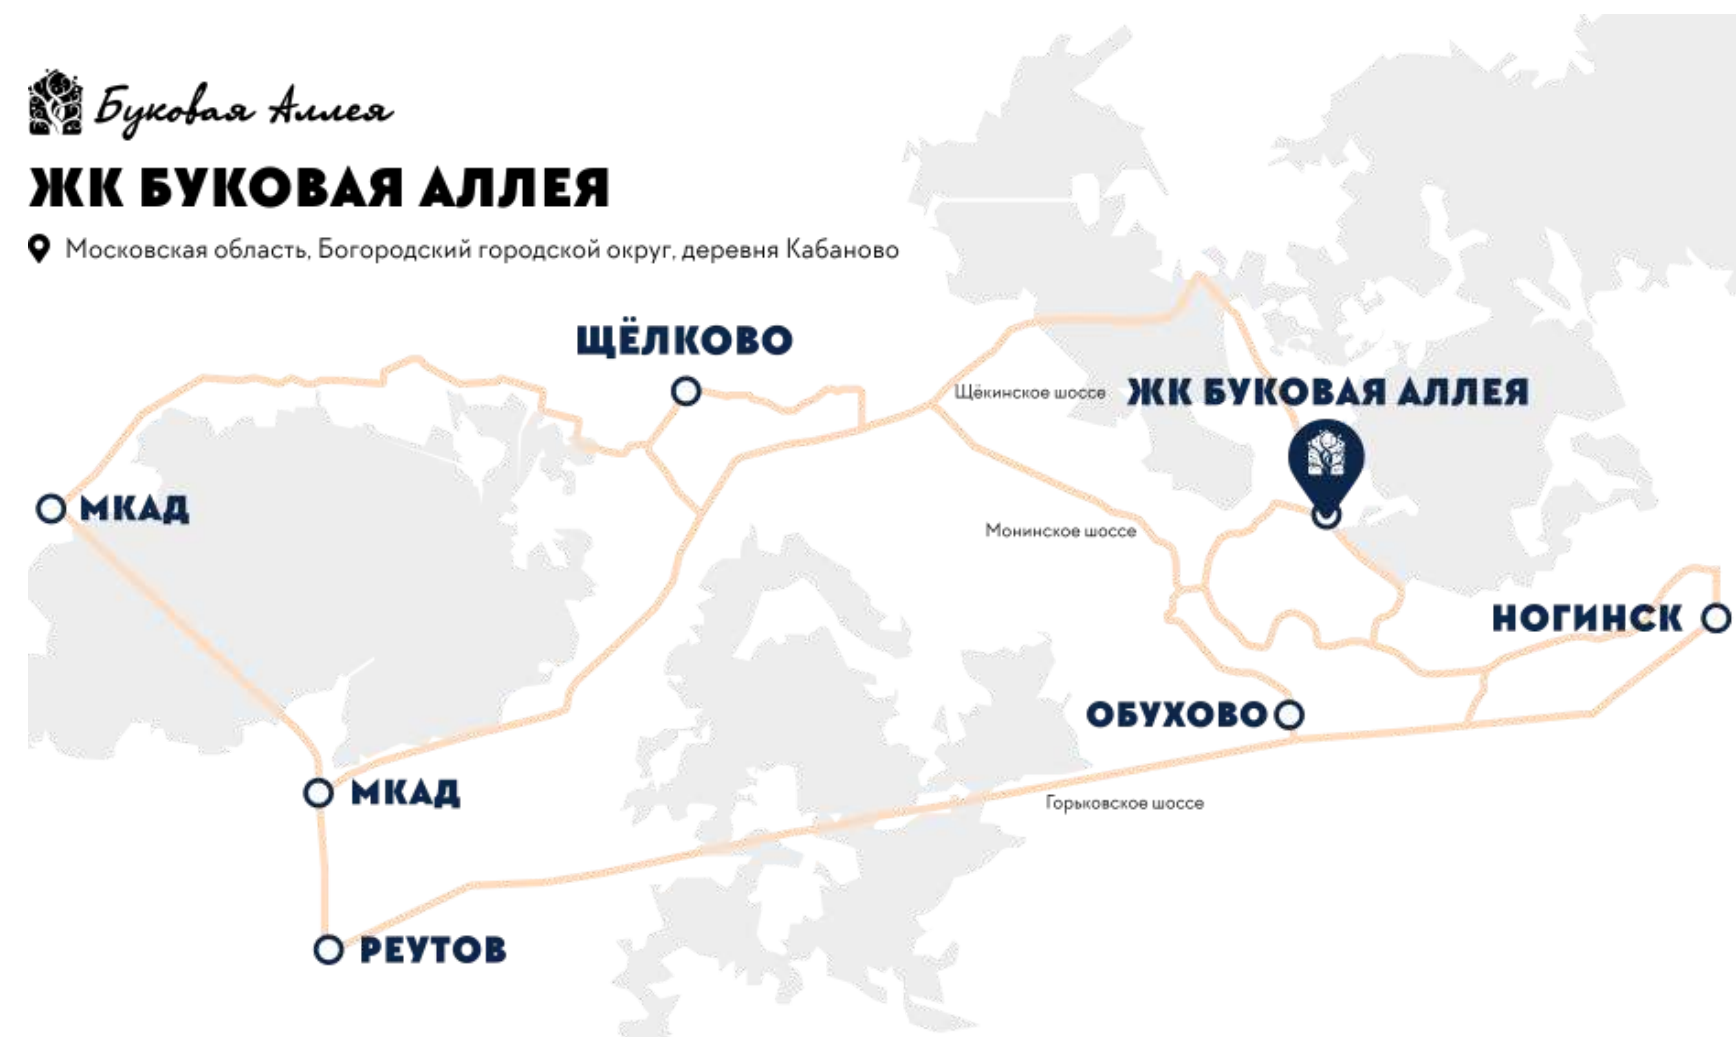 Буковая Аллея
ЖК БУКОВАЯ АЛЛЕЯ
Московская область, Богородский городской округ, деревня Кабаново
ЩЁЛКОВО
Щёкинское шоссе
ЖК БУКОВАЯ АЛЛЕЯ
МКАД
Монинское шоссе
НОГИНСК
ОБУХОВО
МКАД
Горьковское шоссе
РЕУТОВ